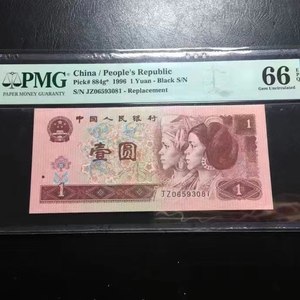 PMG
PAPER MONEY GUARANTY
China / People's Republic
Pick# 884g* 1996 1 Yuan - Black S/N
S/N JZ06593081 - Replacement
66 EPQ
Gem Uncirculated
中国人民银行
1
壹圆
1
JZ06593081